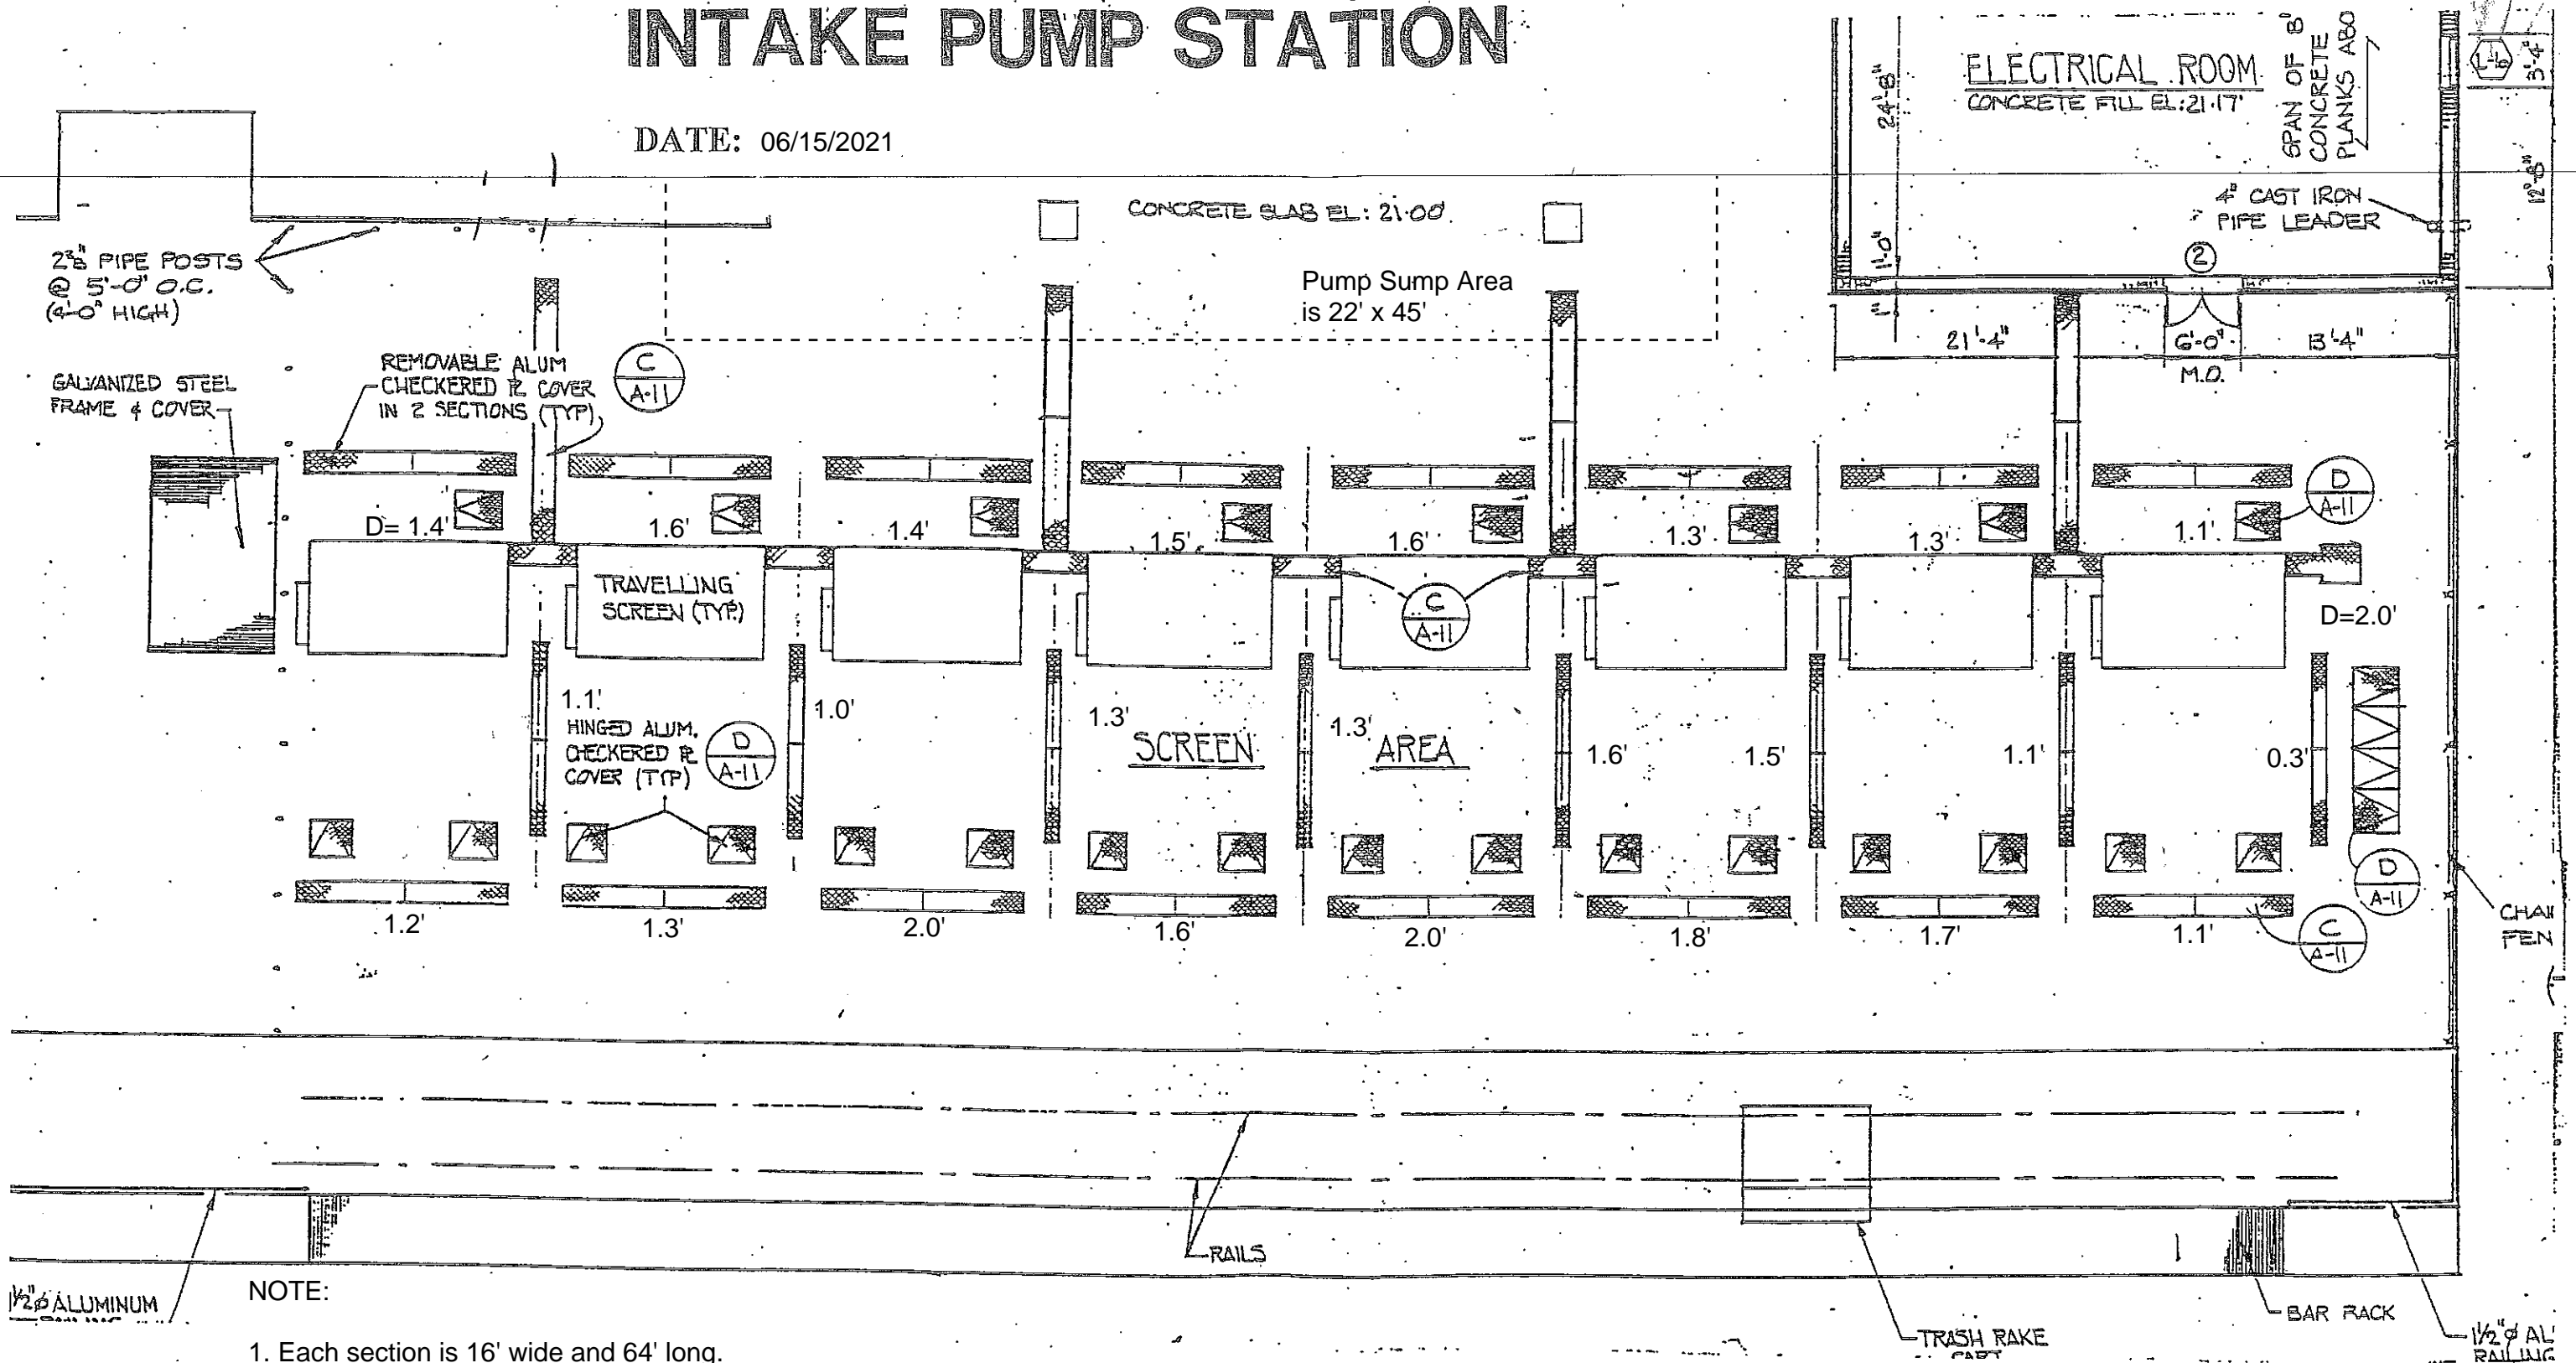 INTAKE PUMP STATION
DATE: 06/15/2021
ELECTRICAL ROOM
CONCRETE FILL EL: 21.17'
SPAN OF 8'
CONCRETE
PLANKS
24'-8"
L-16
3'-4"
12'-8"
4" CAST IRON
PIPE LEADER
CONCRETE SLAB EL: 21.00'
2⅜" PIPE POSTS
@ 5'-0" O.C.
(4'-0" HIGH)
Pump Sump Area
is 22' x 45'
1'-0"
1"
2
21'-4"
6'-0"
13'-4"
M.O.
REMOVABLE ALUM
CHECKERED PL COVER
IN 2 SECTIONS (TYP)
C
A-11
GALVANIZED STEEL
FRAME & COVER
D
A-11
D= 1.4'
1.6'
1.4'
1.5'
1.6'
1.3'
1.3'
1.1'
TRAVELLING
SCREEN (TYP.)
C
A-11
D=2.0'
1.1'
1.0'
1.3'
1.3'
1.6'
1.5'
1.1'
0.3'
HINGED ALUM.
CHECKERED PL
COVER (TYP)
D
A-11
SCREEN AREA
D
A-11
C
A-11
1.2'
1.3'
2.0'
1.6'
2.0'
1.8'
1.7'
1.1'
RAILS
1½"ø ALUMINUM
NOTE:
BAR RACK
TRASH RAKE
CART
1½"ø
RAILING
1. Each section is 16' wide and 64' long.